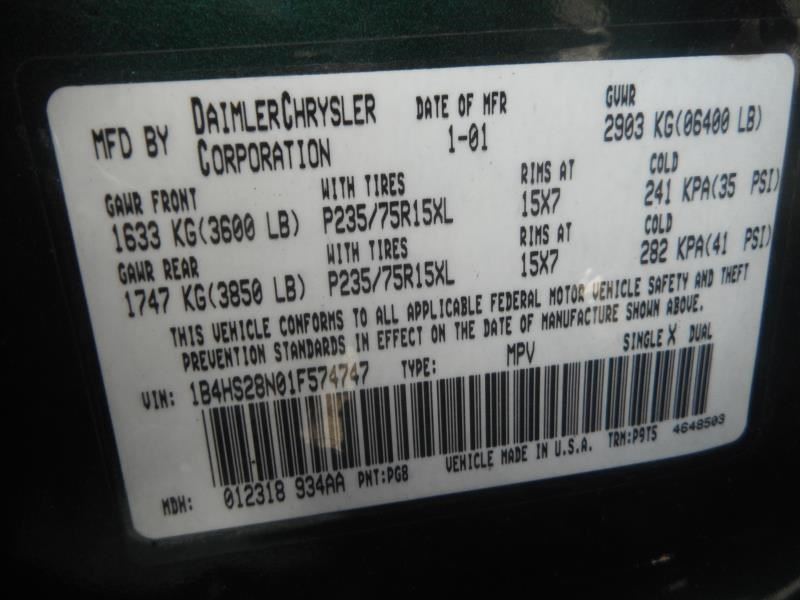 MFD BY DAIMLERCHRYSLER CORPORATION DATE OF MFR 1-01 GVWR 2903 KG(06400 LB)
GAWR FRONT WITH TIRES RIMS AT COLD
1633 KG(3600 LB) P235/75R15XL 15X7 241 KPA(35 PSI)
GAWR REAR WITH TIRES RIMS AT COLD
1747 KG(3850 LB) P235/75R15XL 15X7 282 KPA(41 PSI)
THIS VEHICLE CONFORMS TO ALL APPLICABLE FEDERAL MOTOR VEHICLE SAFETY AND THEFT
PREVENTION STANDARDS IN EFFECT ON THE DATE OF MANUFACTURE SHOWN ABOVE.
VIN: 1B4HS28N01F574747 TYPE: MPV SINGLE X DUAL
MDH: 012318 934AA PNT:PG8 VEHICLE MADE IN U.S.A. TRM:P9T5 4648503